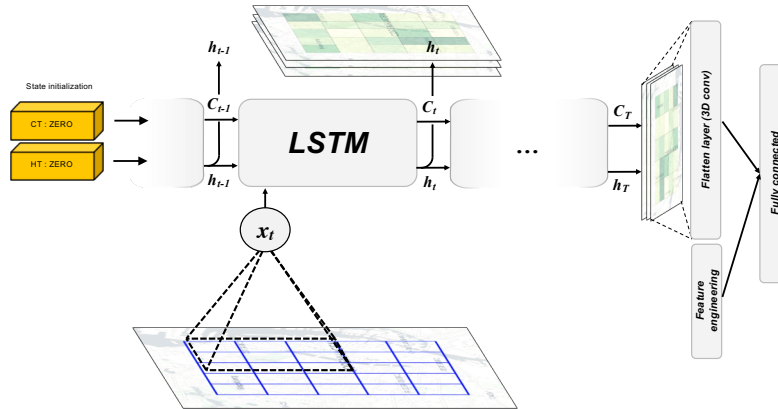 State initialization
CT : ZERO
HT : ZERO
h_{t-1}
C_{t-1}
h_{t-1}
LSTM
h_t
C_t
h_t
...
C_T
h_T
x_t
Flatten layer (3D conv)
Feature
engineering
Fully connected